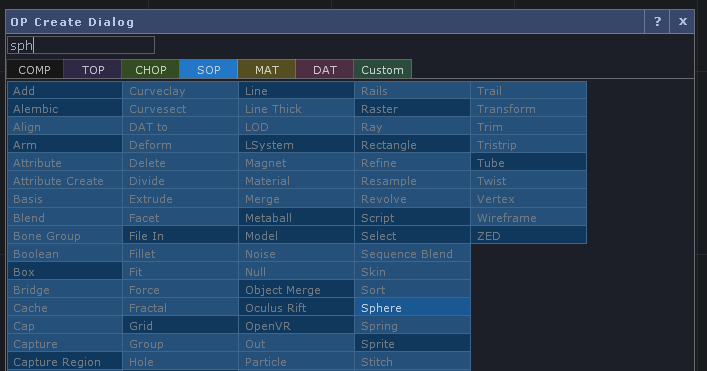 OP Create Dialog ? x
sph
COMP TOP CHOP SOP MAT DAT Custom
Add Curveclay Line Rails Trail
Alembic Curvesect Line Thick Raster Transform
Align DAT to LOD Ray Trim
Arm Deform LSystem Rectangle Tristrip
Attribute Delete Magnet Refine Tube
Attribute Create Divide Material Resample Twist
Basis Extrude Merge Revolve Vertex
Blend Facet Metaball Script Wireframe
Bone Group File In Model Select ZED
Boolean Fillet Noise Sequence Blend
Box Fit Null Skin
Bridge Force Object Merge Sort
Cache Fractal Oculus Rift Sphere
Cap Grid OpenVR Spring
Capture Group Out Sprite
Capture Region Hole Particle Stitch